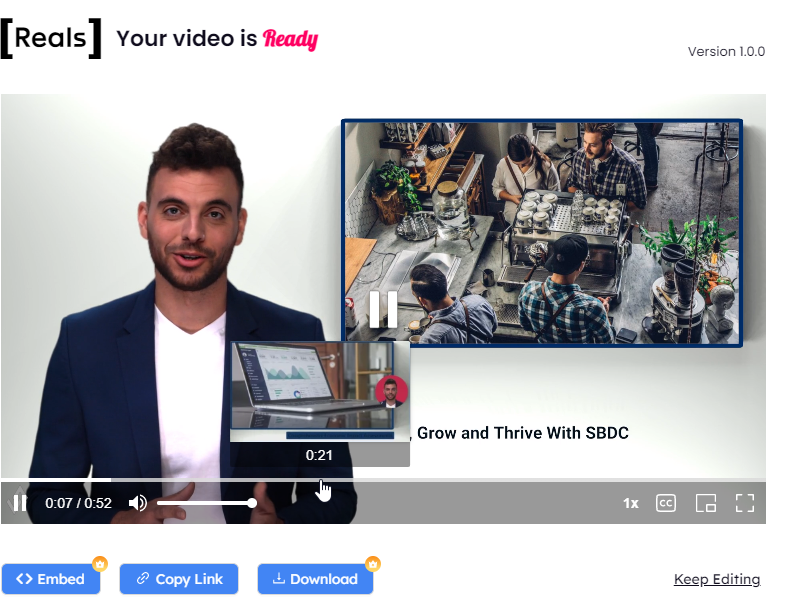 [Reals] Your video is Ready
Version 1.0.0
, Grow and Thrive With SBDC
0:21
0:07 / 0:52
1x
CC
<> Embed
Copy Link
Download
Keep Editing